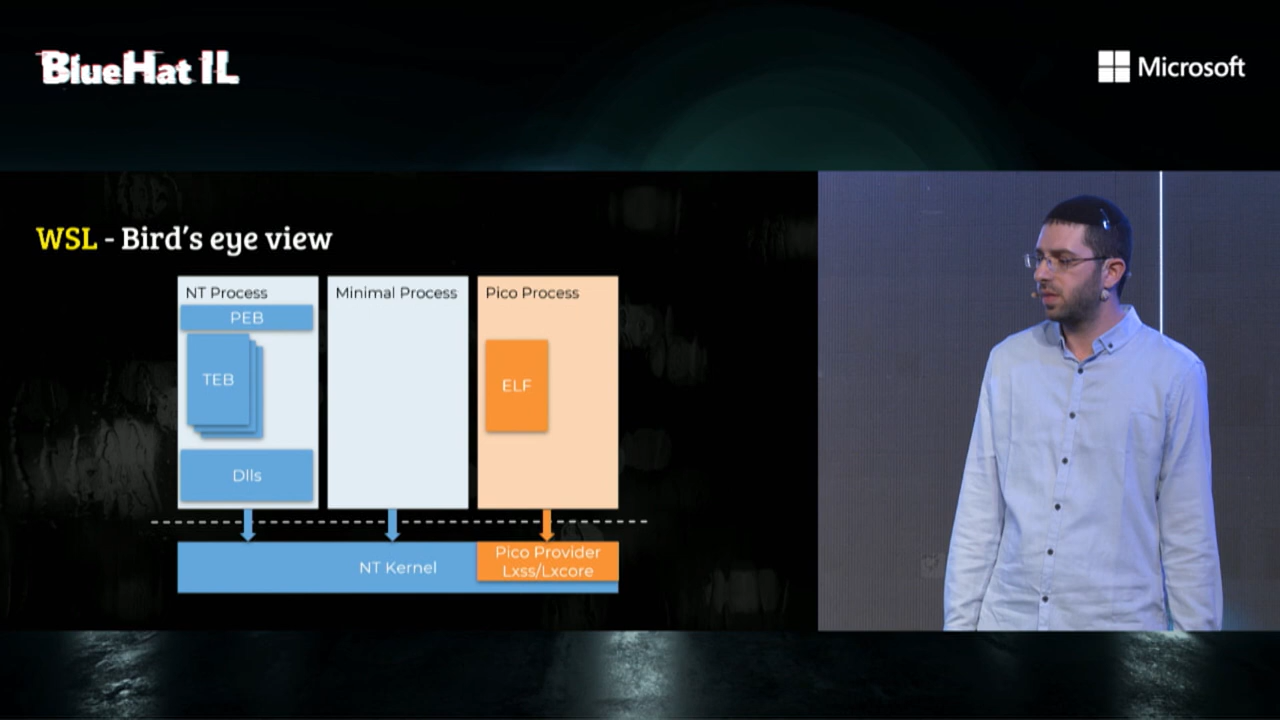 BlueHat IL
Microsoft
WSL - Bird's eye view
NT Process
Minimal Process
Pico Process
PEB
TEB
ELF
Dlls
NT Kernel
Pico Provider
Lxss/Lxcore